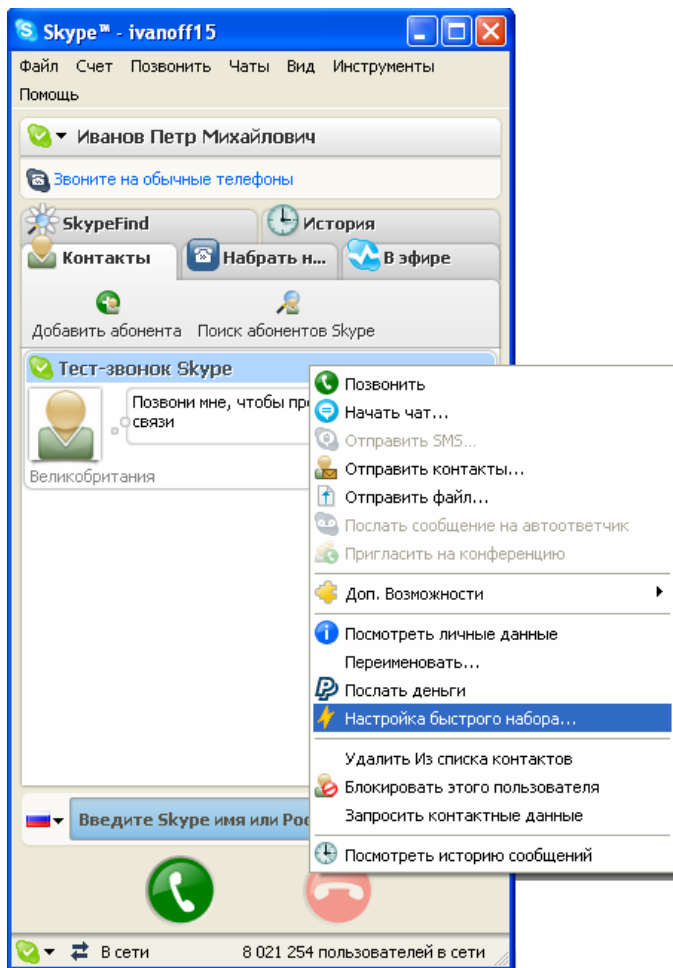 Skype™ - ivanoff15
Файл Счет Позвонить Чаты Вид Инструменты
Помощь
Иванов Петр Михайлович
Звоните на обычные телефоны
SkypeFind История
Контакты Набрать н... В эфире
Добавить абонента Поиск абонентов Skype
Тест-звонок Skype
Позвони мне, чтобы
связи
Великобритания
Позвонить
Начать чат...
Отправить SMS...
Отправить контакты...
Отправить файл...
Послать сообщение на автоответчик
Пригласить на конференцию
Доп. Возможности
Посмотреть личные данные
Переименовать...
Послать деньги
Настройка быстрого набора...
Удалить Из списка контактов
Блокировать этого пользователя
Запросить контактные данные
Посмотреть историю сообщений
Введите Skype имя или
В сети 8 021 254 пользователей в сети